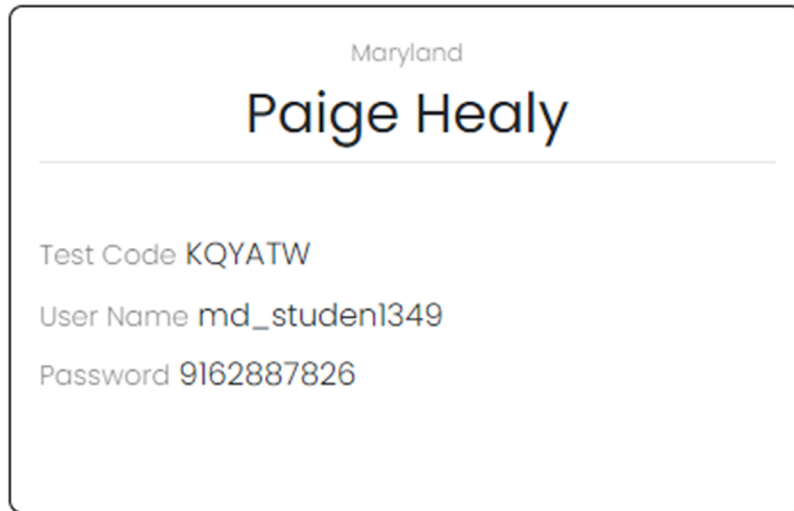 Maryland
Paige Healy
Test Code KQYATW
User Name md_studen1349
Password 9162887826